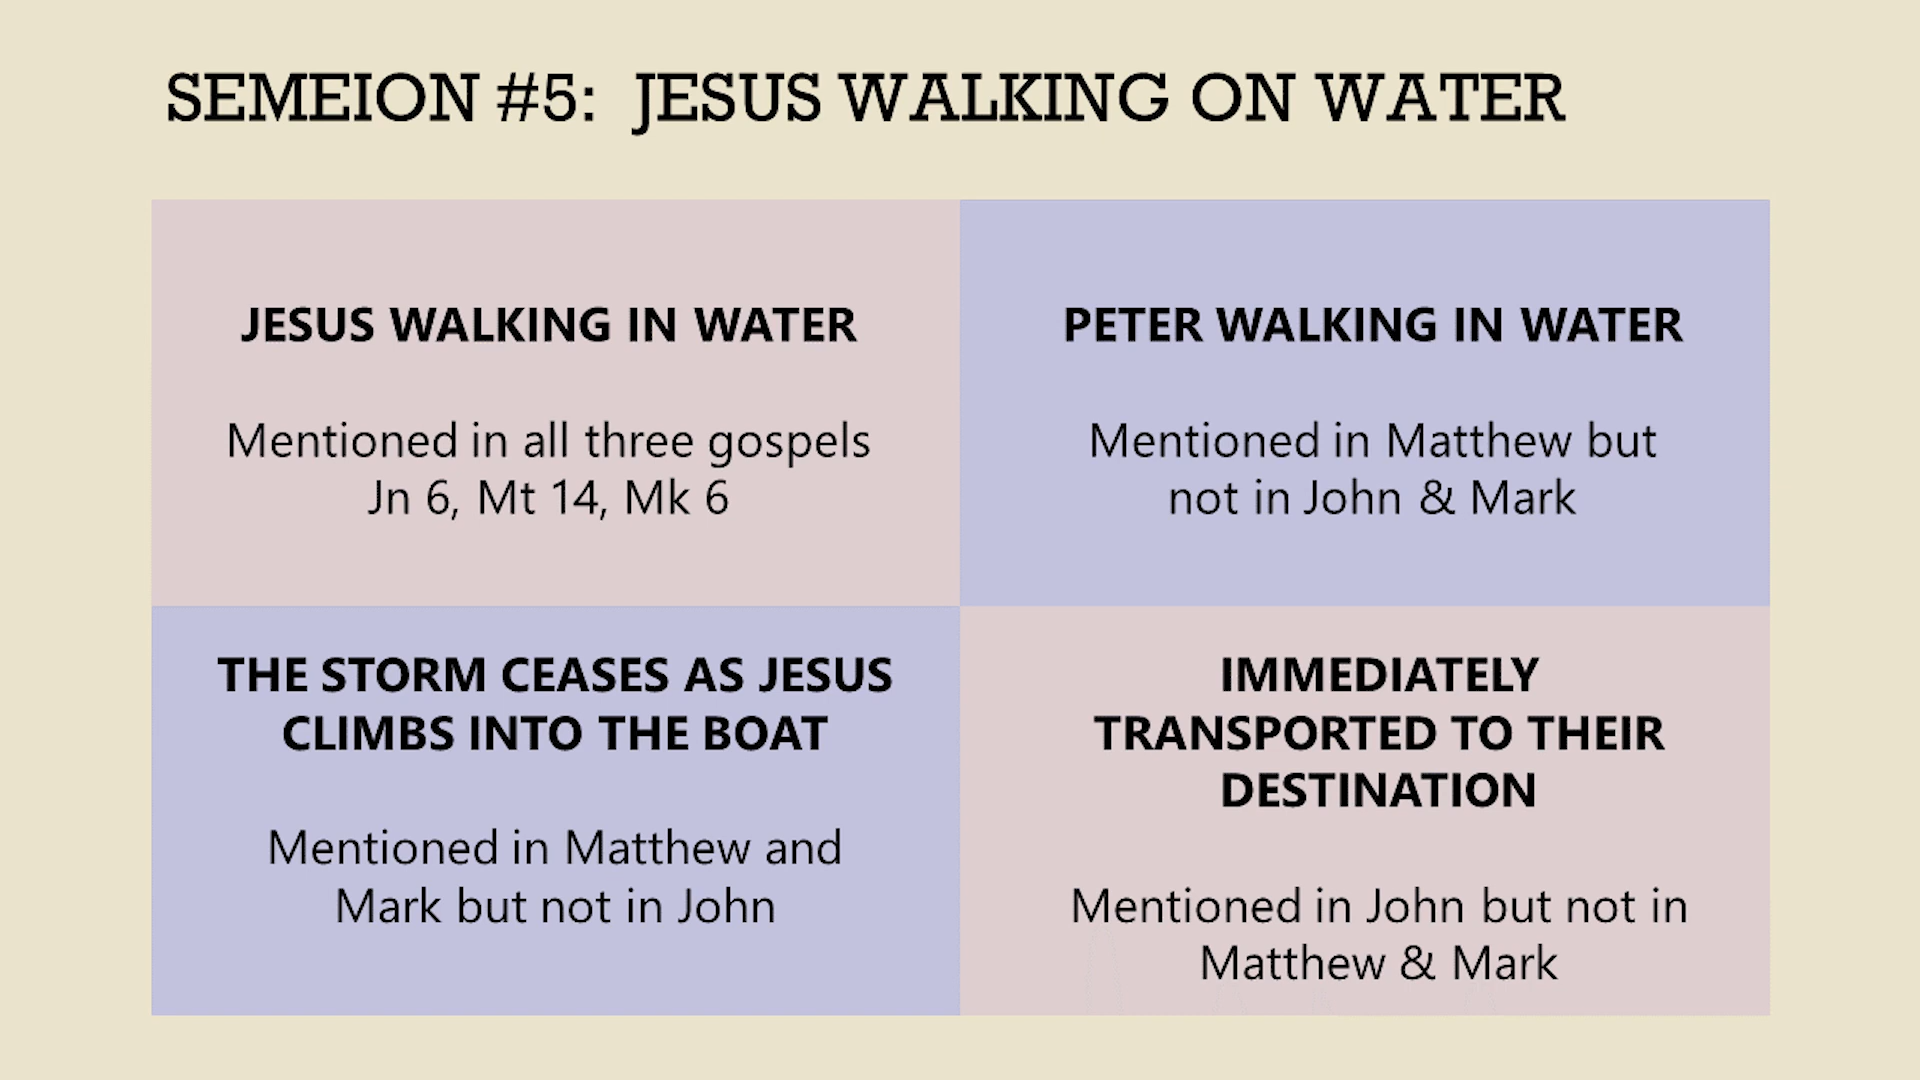 SEMEION #5: JESUS WALKING ON WATER
JESUS WALKING IN WATER
Mentioned in all three gospels
Jn 6, Mt 14, Mk 6
PETER WALKING IN WATER
Mentioned in Matthew but
not in John & Mark
THE STORM CEASES AS JESUS
CLIMBS INTO THE BOAT
Mentioned in Matthew and
Mark but not in John
IMMEDIATELY
TRANSPORTED TO THEIR
DESTINATION
Mentioned in John but not in
Matthew & Mark